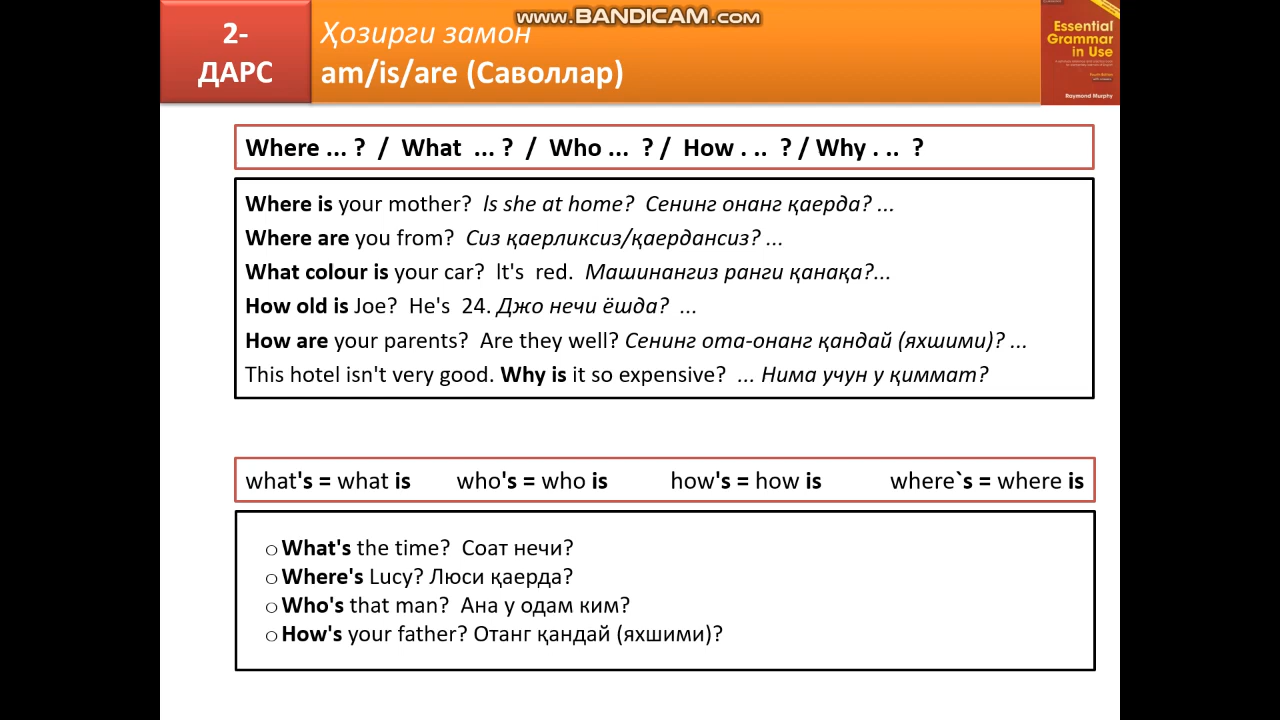 www.BANDICAM.com
2-
ДАРС
Ҳозирги замон
am/is/are (Саволлар)
Essential
Grammar
in Use
Raymond Murphy
Where ... ? / What ... ? / Who ... ? / How . .. ? / Why . .. ?
Where is your mother? Is she at home? Сенинг онанг қаерда? ...
Where are you from? Сиз қаерликсиз/қаердансиз? ...
What colour is your car? It's red. Машинангиз ранги қанақа?...
How old is Joe? He's 24. Джо нечи ёшда? ...
How are your parents? Are they well? Сенинг ота-онанг қандай (яхшими)? ...
This hotel isn't very good. Why is it so expensive? ... Нима учун у қиммат?
what's = what is who's = who is how's = how is where`s = where is
○ What's the time? Соат нечи?
○ Where's Lucy? Люси қаерда?
○ Who's that man? Ана у одам ким?
○ How's your father? Отанг қандай (яхшими)?